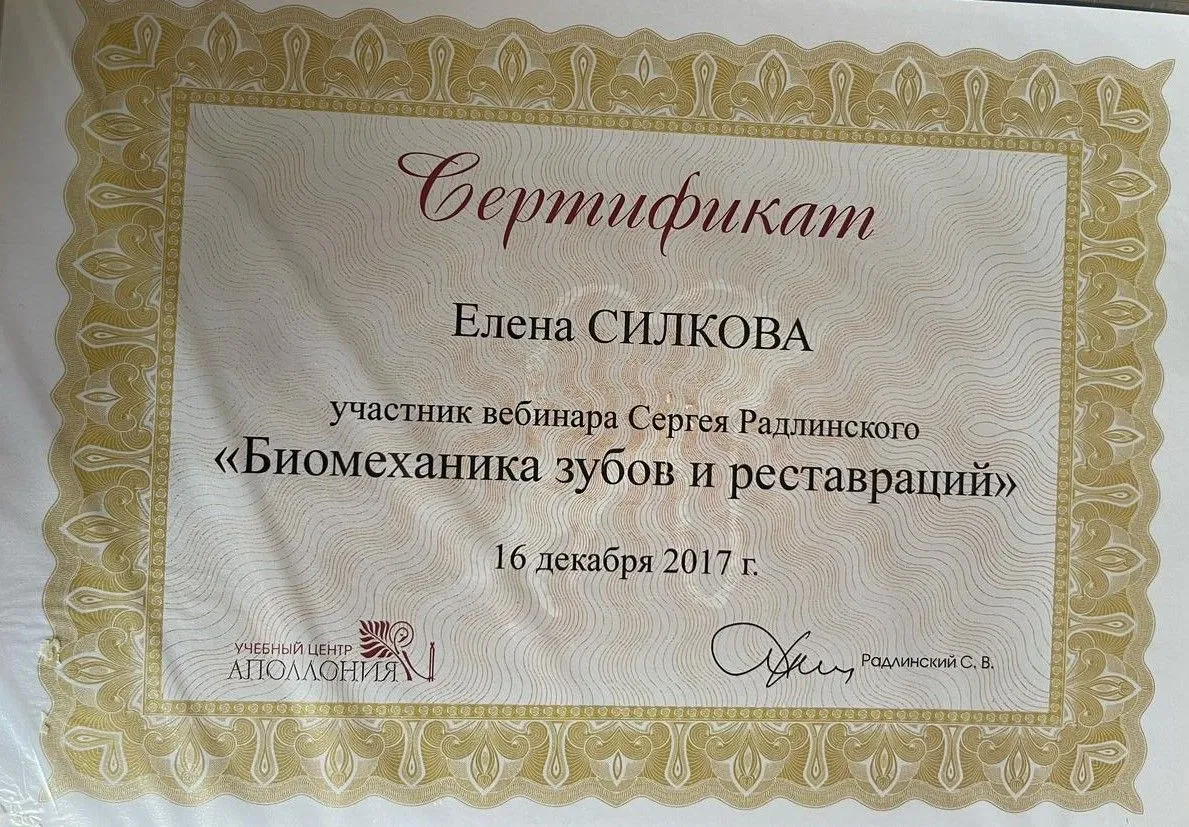 Сертификат
Елена СИЛКОВА
участник вебинара Сергея Радлинского
«Биомеханика зубов и реставраций»
16 декабря 2017 г.
УЧЕБНЫЙ ЦЕНТР
АПОЛЛОНИЯ
Радлинский С. В.